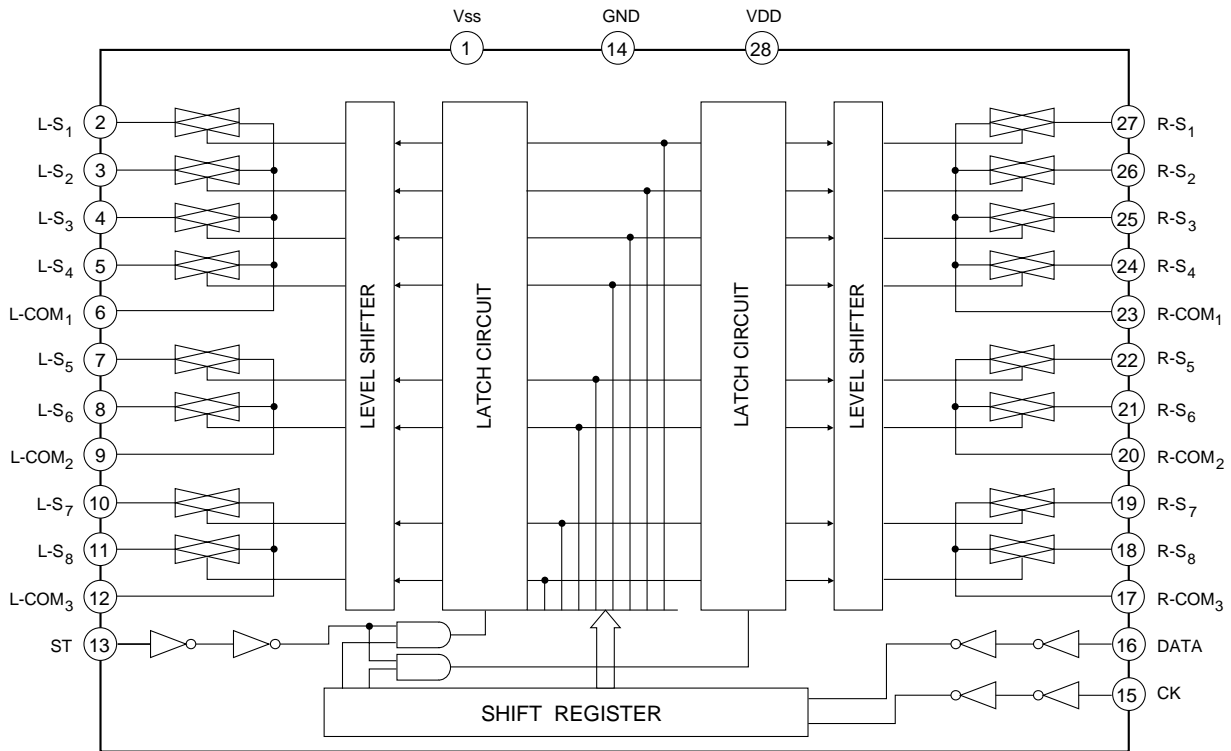 Vss GND VDD
1 14 28
L-S1 2 27 R-S1
L-S2 3 26 R-S2
L-S3 4 25 R-S3
L-S4 5 24 R-S4
L-COM1 6 23 R-COM1
L-S5 7 22 R-S5
L-S6 8 21 R-S6
L-COM2 9 20 R-COM2
L-S7 10 19 R-S7
L-S8 11 18 R-S8
L-COM3 12 17 R-COM3
ST 13 16 DATA
15 CK
LEVEL SHIFTER
LATCH CIRCUIT
LATCH CIRCUIT
LEVEL SHIFTER
SHIFT REGISTER